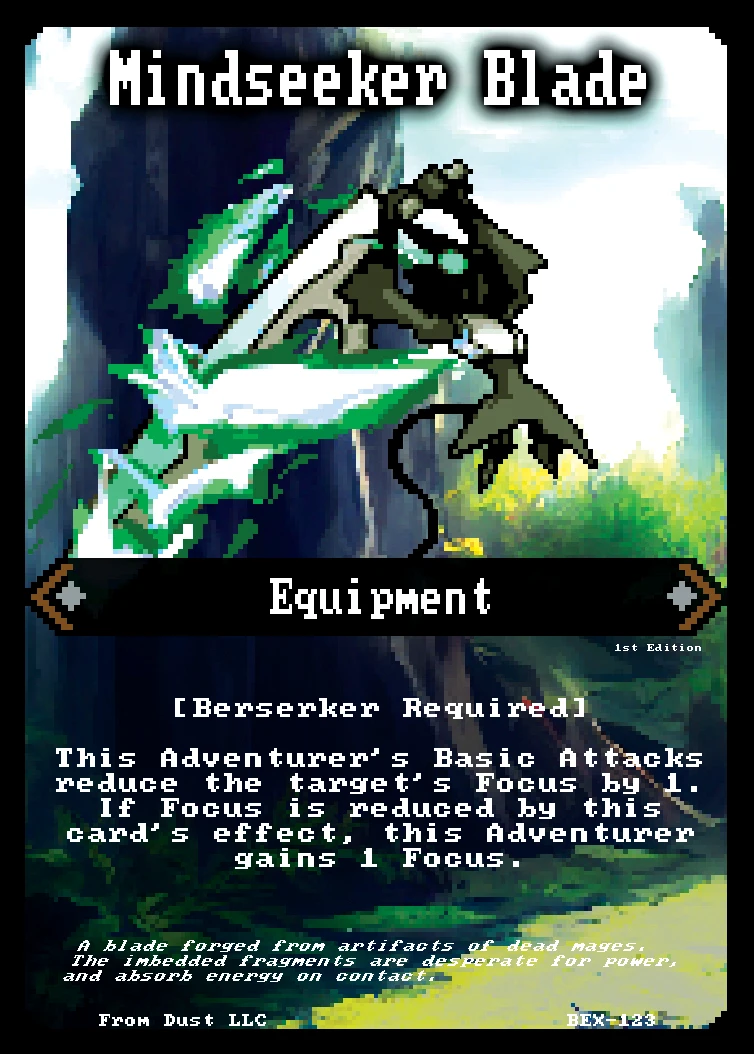 Mindseeker Blade
Equipment
1st Edition
[Berserker Required]
This Adventurer's Basic Attacks
reduce the target's Focus by 1.
If Focus is reduced by this
card's effect, this Adventurer
gains 1 Focus.
A blade forged from artifacts of dead mages.
The imbedded fragments are desperate for power,
and absorb energy on contact.
From Dust LLC
BEX-123